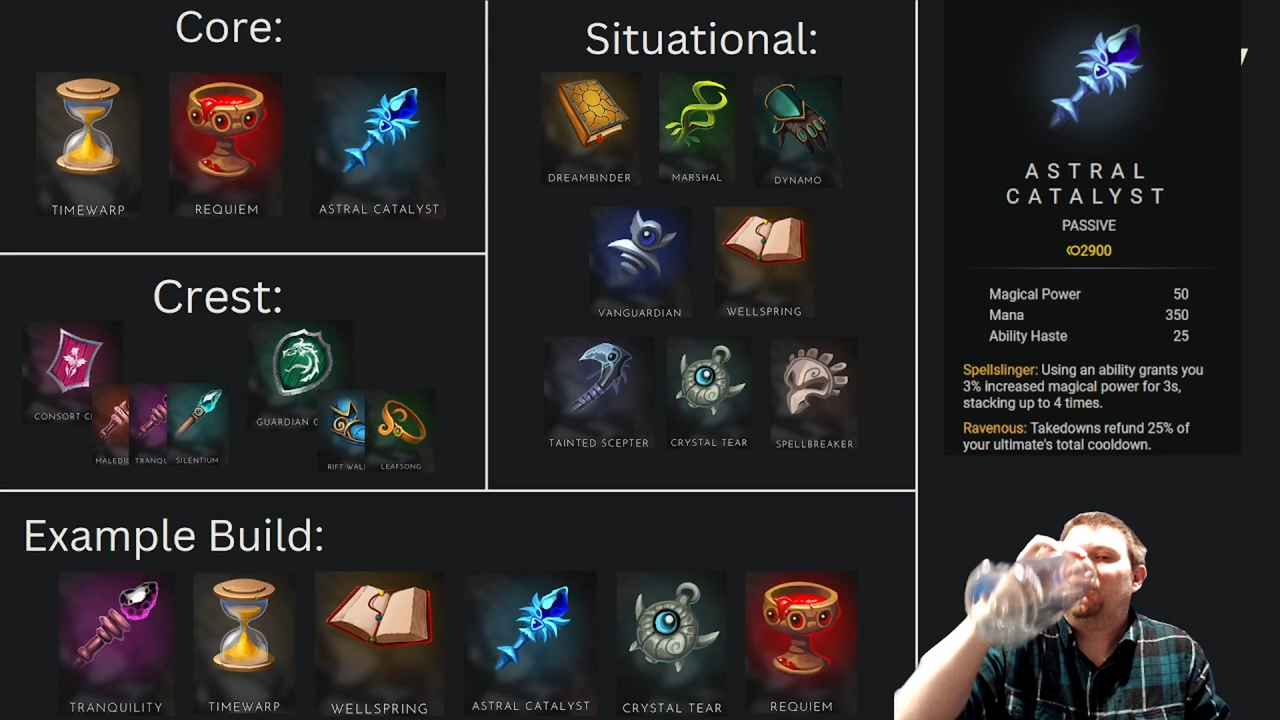 Core:
TIMEWARP
REQUIEM
ASTRAL CATALYST
Crest:
CONSORT
GUARDIAN
TRANQU
SILENTIUM
LEAFSONG
Situational:
DREAMBINDER
MARSHAL
DYNAMO
VANGUARDIAN
WELLSPRING
TAINTED SCEPTER
CRYSTAL TEAR
SPELLBREAKER
Example Build:
TRANQUILITY
TIMEWARP
WELLSPRING
ASTRAL CATALYST
CRYSTAL TEAR
REQUIEM
ASTRAL
CATALYST
PASSIVE
2900
Magical Power 50
Mana 350
Ability Haste 25
Spellslinger: Using an ability grants you
3% increased magical power for 3s,
stacking up to 4 times.
Ravenous: Takedowns refund 25% of
your ultimate's total cooldown.